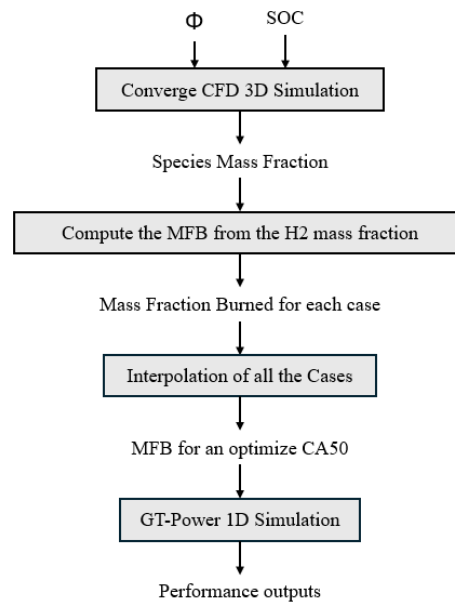 Φ SOC
Converge CFD 3D Simulation
Species Mass Fraction
Compute the MFB from the H2 mass fraction
Mass Fraction Burned for each case
Interpolation of all the Cases
MFB for an optimize CA50
GT-Power 1D Simulation
Performance outputs